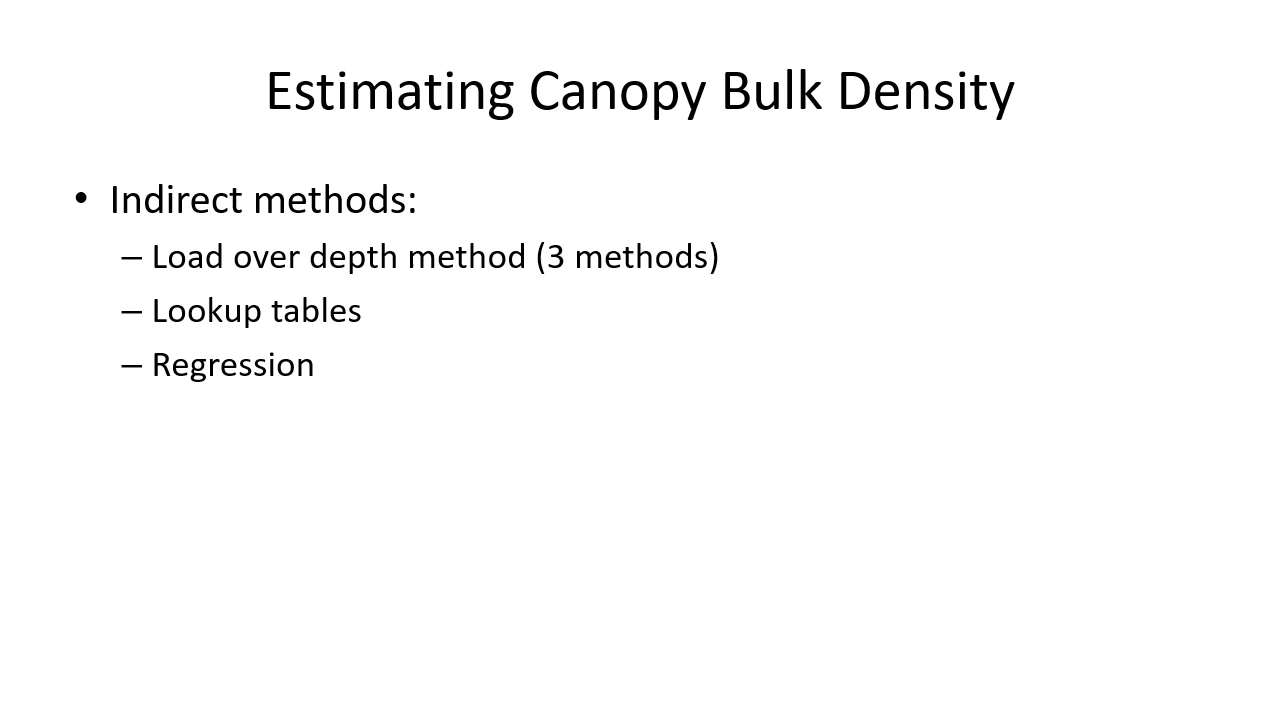 Estimating Canopy Bulk Density
• Indirect methods:
– Load over depth method (3 methods)
– Lookup tables
– Regression